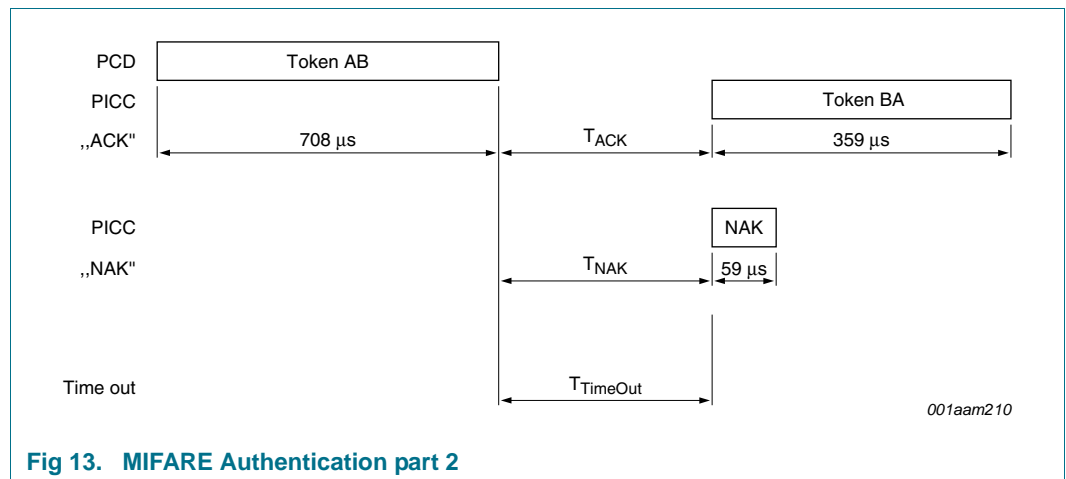 PCD Token AB
PICC Token BA
,,ACK" 708 μs TACK 359 μs
PICC NAK
,,NAK" TNAK 59 μs
Time out TTimeOut
001aam210
Fig 13. MIFARE Authentication part 2